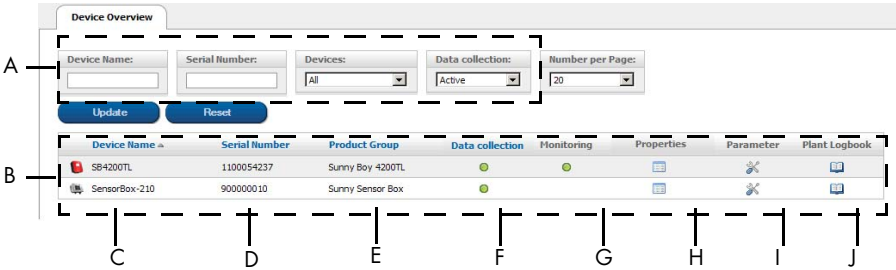 Device Overview
Device Name: Serial Number: Devices: Data collection: Number per Page:
A
All Active 20
Update Reset
Device Name Serial Number Product Group Data collection Monitoring Properties Parameter Plant Logbook
SB4200TL 1100054237 Sunny Boy 4200TL
B
SensorBox-210 900000010 Sunny Sensor Box
C D E F G H I J